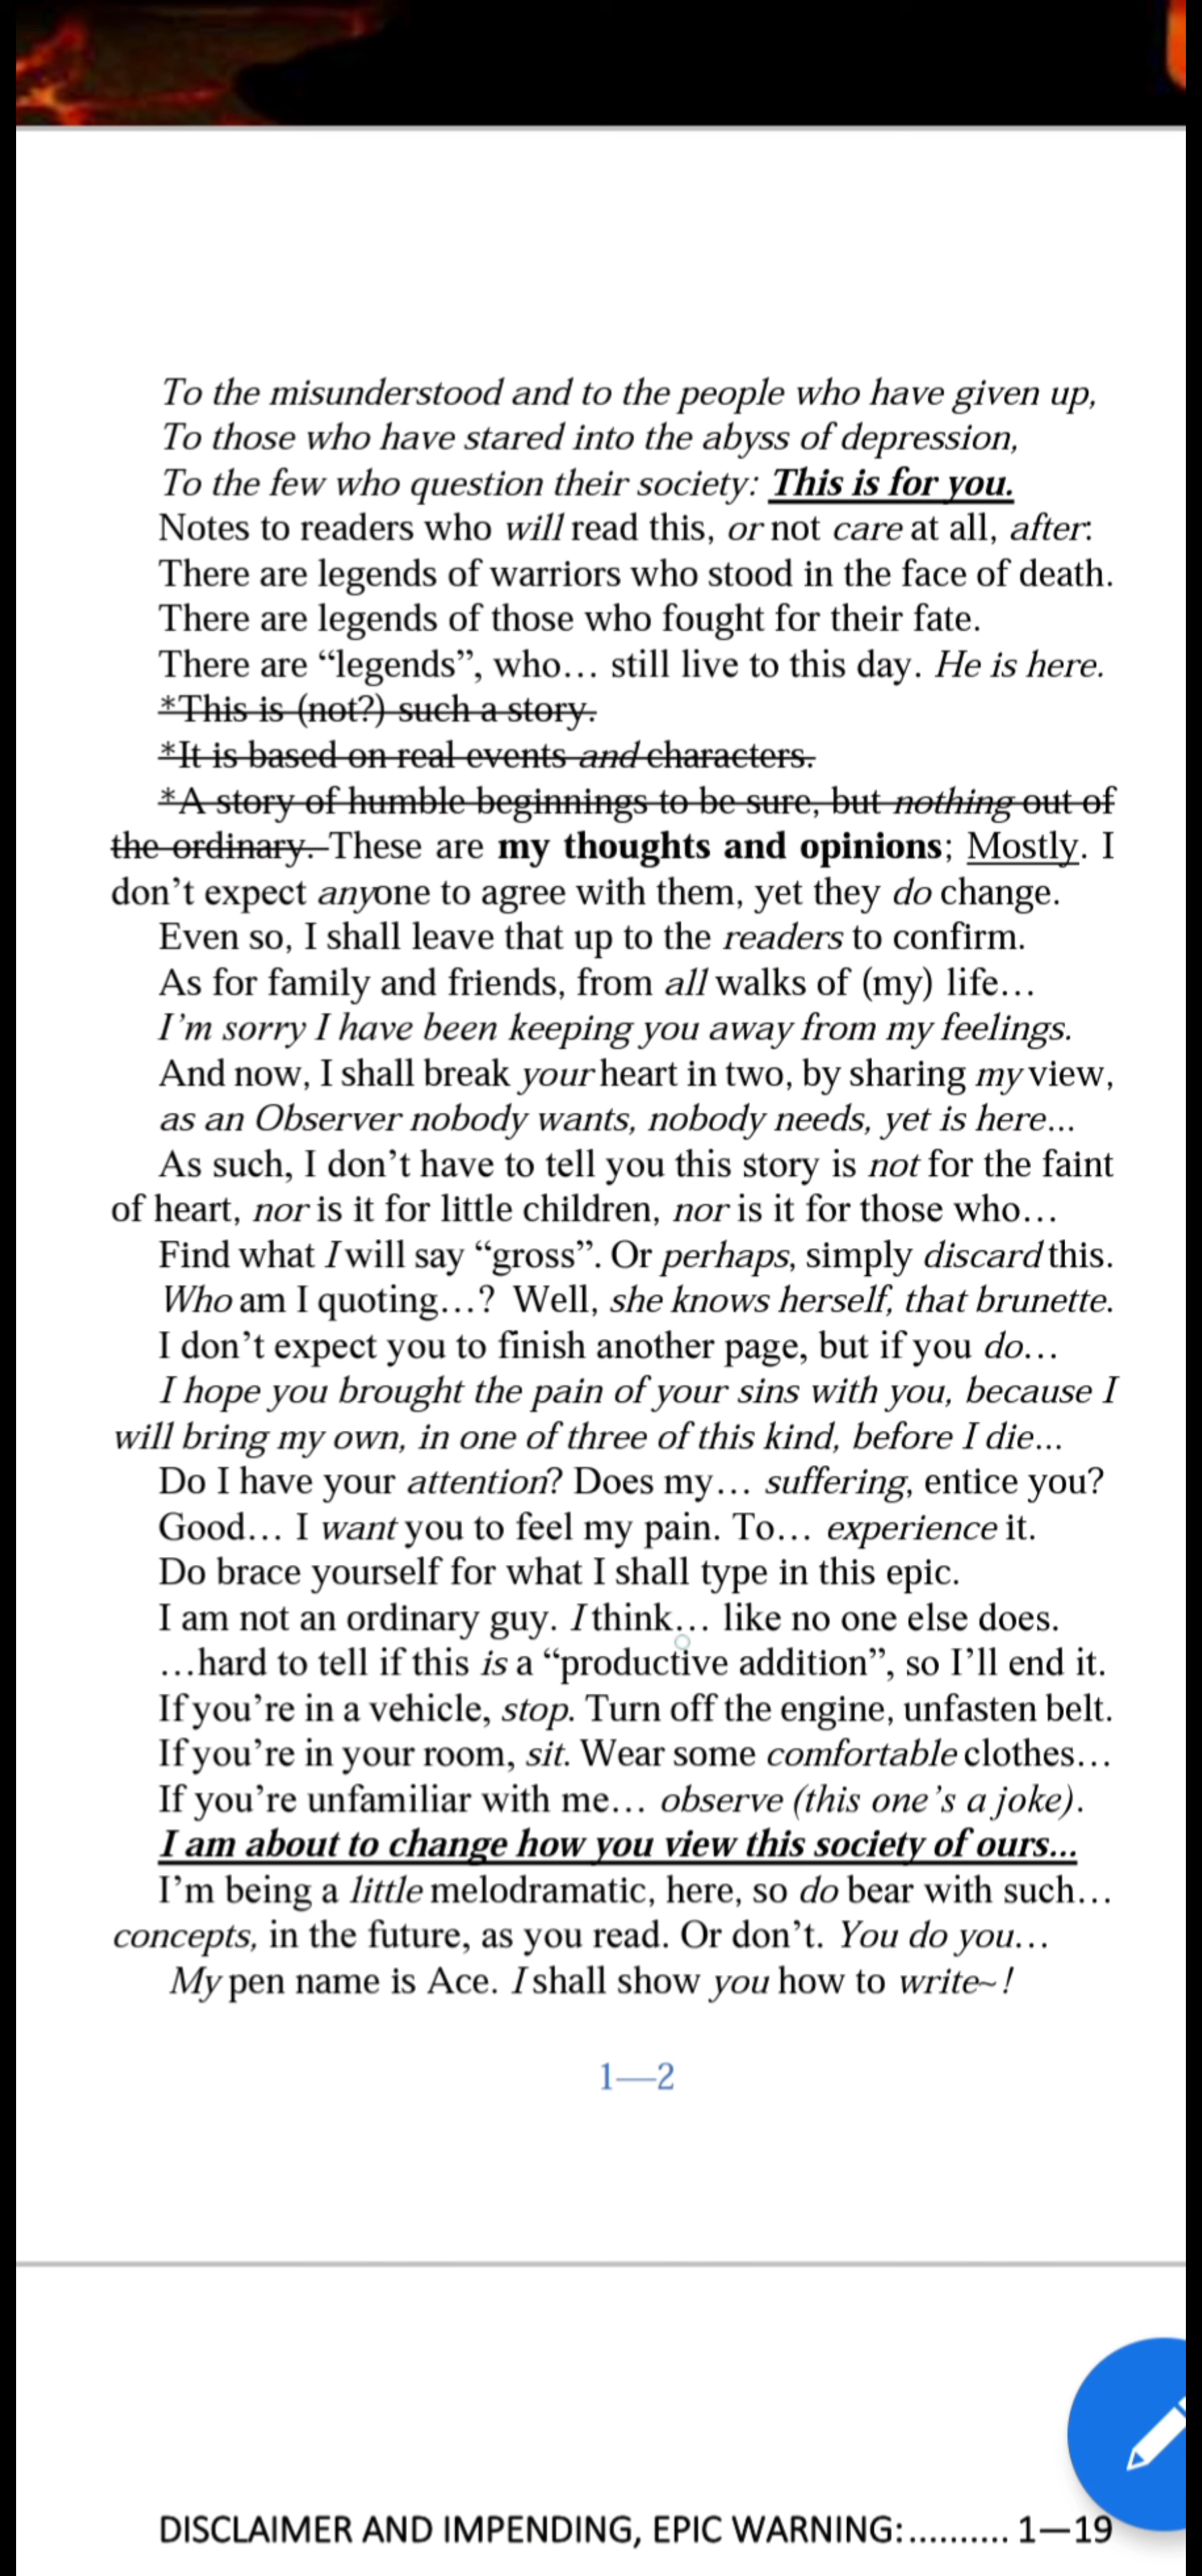 To the misunderstood and to the people who have given up,
To those who have stared into the abyss of depression,
To the few who question their society: This is for you.
Notes to readers who will read this, or not care at all, after:
There are legends of warriors who stood in the face of death.
There are legends of those who fought for their fate.
There are “legends”, who… still live to this day. He is here.
*This is (not?) such a story.
*It is based on real events and characters.
*A story of humble beginnings to be sure, but nothing out of
the ordinary. These are my thoughts and opinions; Mostly. I
don’t expect anyone to agree with them, yet they do change.
Even so, I shall leave that up to the readers to confirm.
As for family and friends, from all walks of (my) life…
I’m sorry I have been keeping you away from my feelings.
And now, I shall break your heart in two, by sharing my view,
as an Observer nobody wants, nobody needs, yet is here…
As such, I don’t have to tell you this story is not for the faint
of heart, nor is it for little children, nor is it for those who…
Find what I will say “gross”. Or perhaps, simply discard this.
Who am I quoting…? Well, she knows herself, that brunette.
I don’t expect you to finish another page, but if you do…
I hope you brought the pain of your sins with you, because I
will bring my own, in one of three of this kind, before I die…
Do I have your attention? Does my… suffering, entice you?
Good… I want you to feel my pain. To… experience it.
Do brace yourself for what I shall type in this epic.
I am not an ordinary guy. I think… like no one else does.
…hard to tell if this is a “productive addition”, so I’ll end it.
If you’re in a vehicle, stop. Turn off the engine, unfasten belt.
If you’re in your room, sit. Wear some comfortable clothes…
If you’re unfamiliar with me… observe (this one’s a joke).
I am about to change how you view this society of ours…
I’m being a little melodramatic, here, so do bear with such…
concepts, in the future, as you read. Or don’t. You do you…
My pen name is Ace. I shall show you how to write~!
1—2
DISCLAIMER AND IMPENDING, EPIC WARNING:.......... 1—19